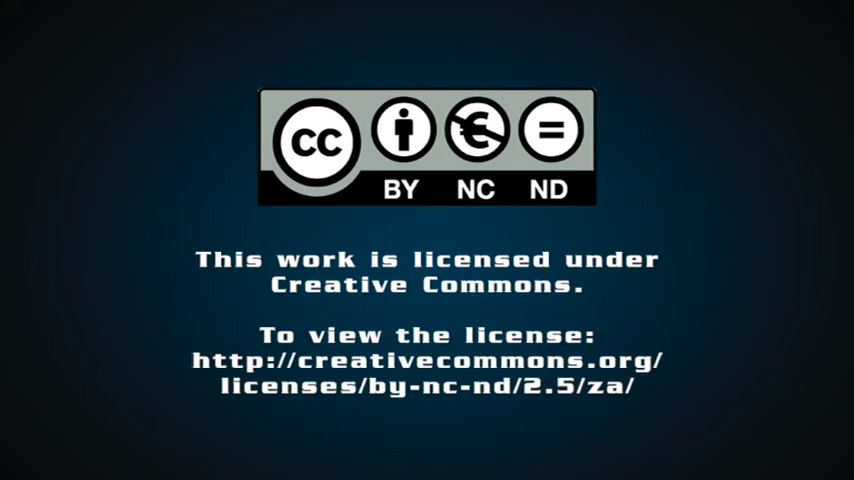 CC
BY NC ND
This work is licensed under
Creative Commons.
To view the license:
http://creativecommons.org/
licenses/by-nc-nd/2.5/za/